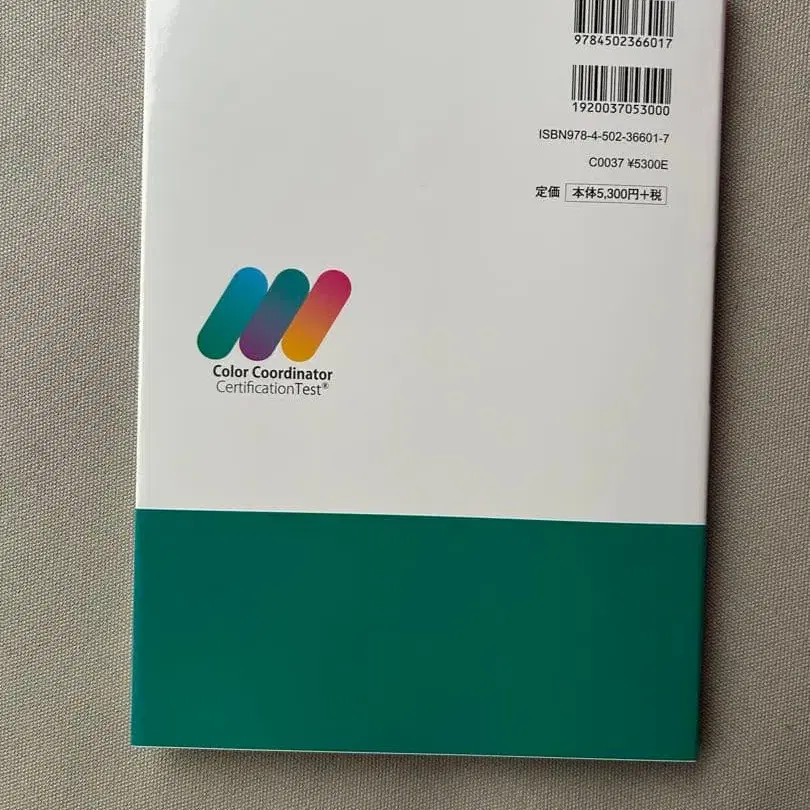 9784502366017
1920037053000
ISBN978-4-502-36601-7
C0037 ¥5300E
定価 本体5,300円+税
Color Coordinator
CertificationTest®